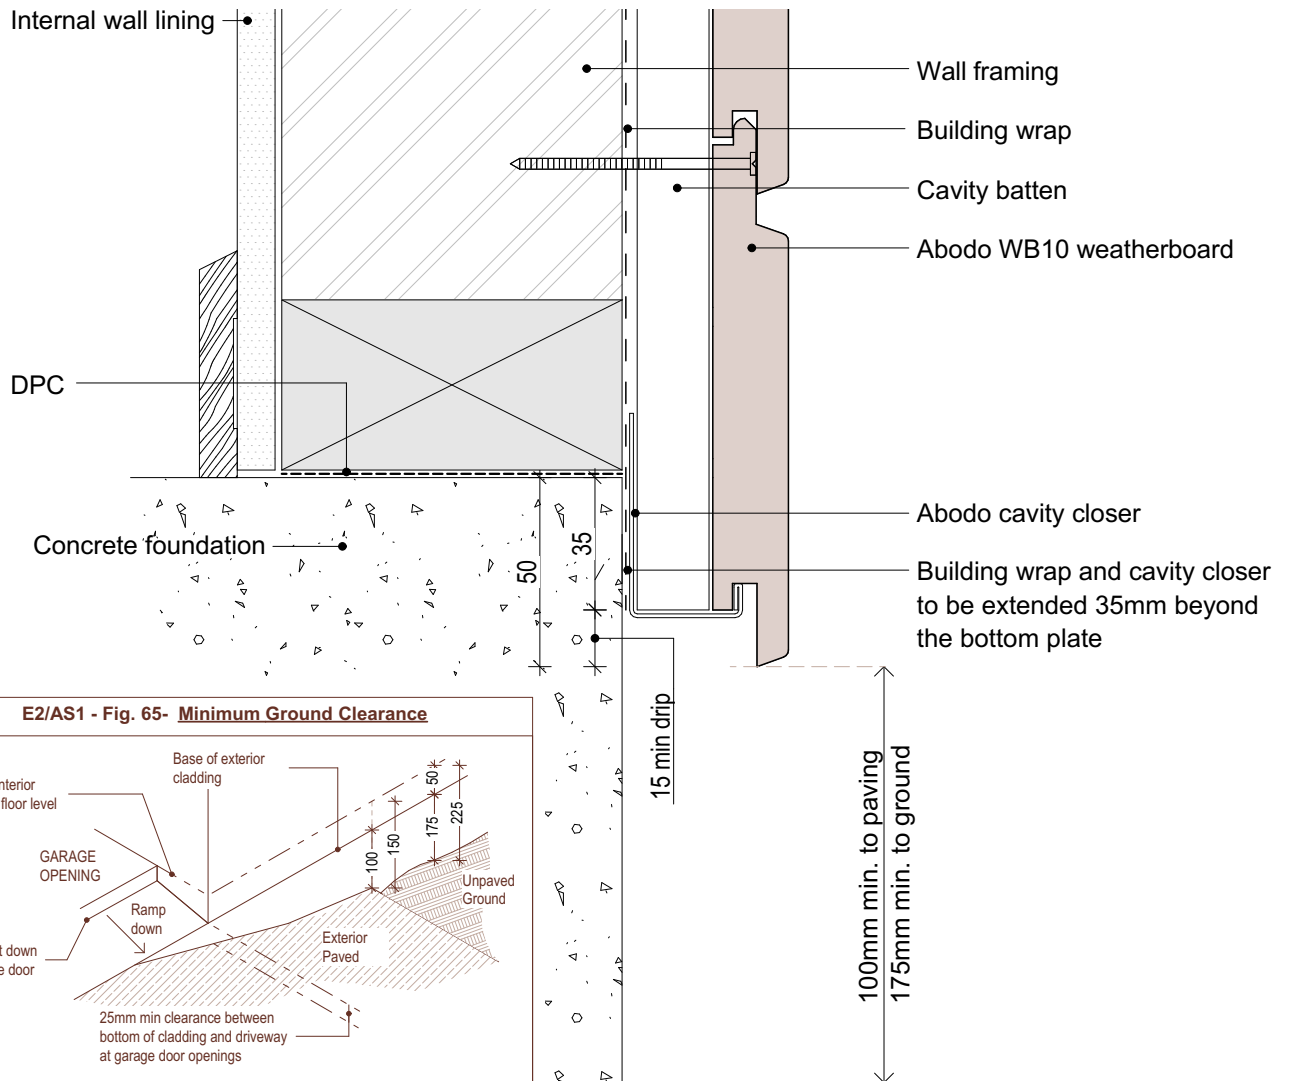 Internal wall lining
Wall framing
Building wrap
Cavity batten
Abodo WB10 weatherboard
DPC
Abodo cavity closer
Concrete foundation
Building wrap and cavity closer
to be extended 35mm beyond
the bottom plate
50
35
15 min drip
100mm min. to paving
175mm min. to ground
E2/AS1 - Fig. 65- Minimum Ground Clearance
Base of exterior
cladding
nterior
floor level
GARAGE
OPENING
Ramp
down
t down
e door
50
175
225
100
150
Unpaved
Ground
Exterior
Paved
25mm min clearance between
bottom of cladding and driveway
at garage door openings